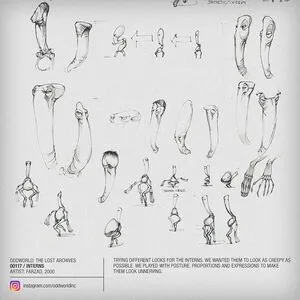 ODDWORLD: THE LOST ARCHIVES
00117 / INTERNS
ARTIST: FARZAD, 2000
TRYING DIFFERENT LOOKS FOR THE INTERNS. WE WANTED THEM TO LOOK AS CREEPY AS
POSSIBLE. WE PLAYED WITH POSTURE, PROPORTIONS AND EXPRESSIONS TO MAKE
THEM LOOK UNNERVING.
instagram.com/oddworldinc